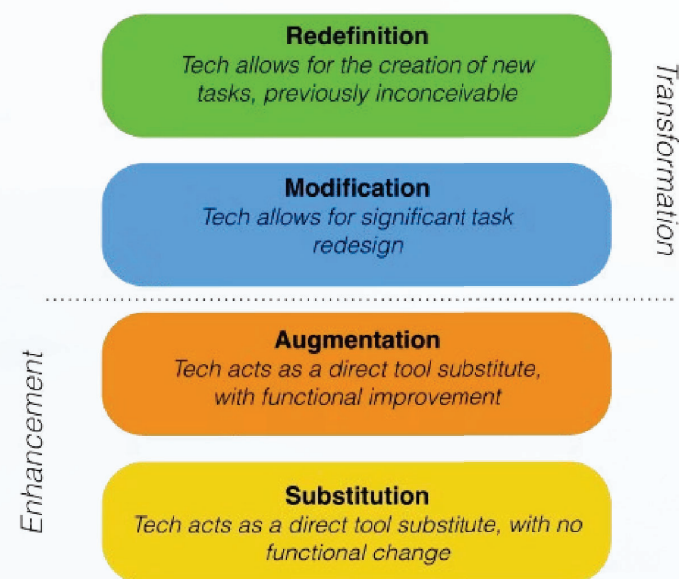 Redefinition
Tech allows for the creation of new
tasks, previously inconceivable
Transformation
Modification
Tech allows for significant task
redesign
Augmentation
Tech acts as a direct tool substitute,
with functional improvement
Enhancement
Substitution
Tech acts as a direct tool substitute, with no
functional change